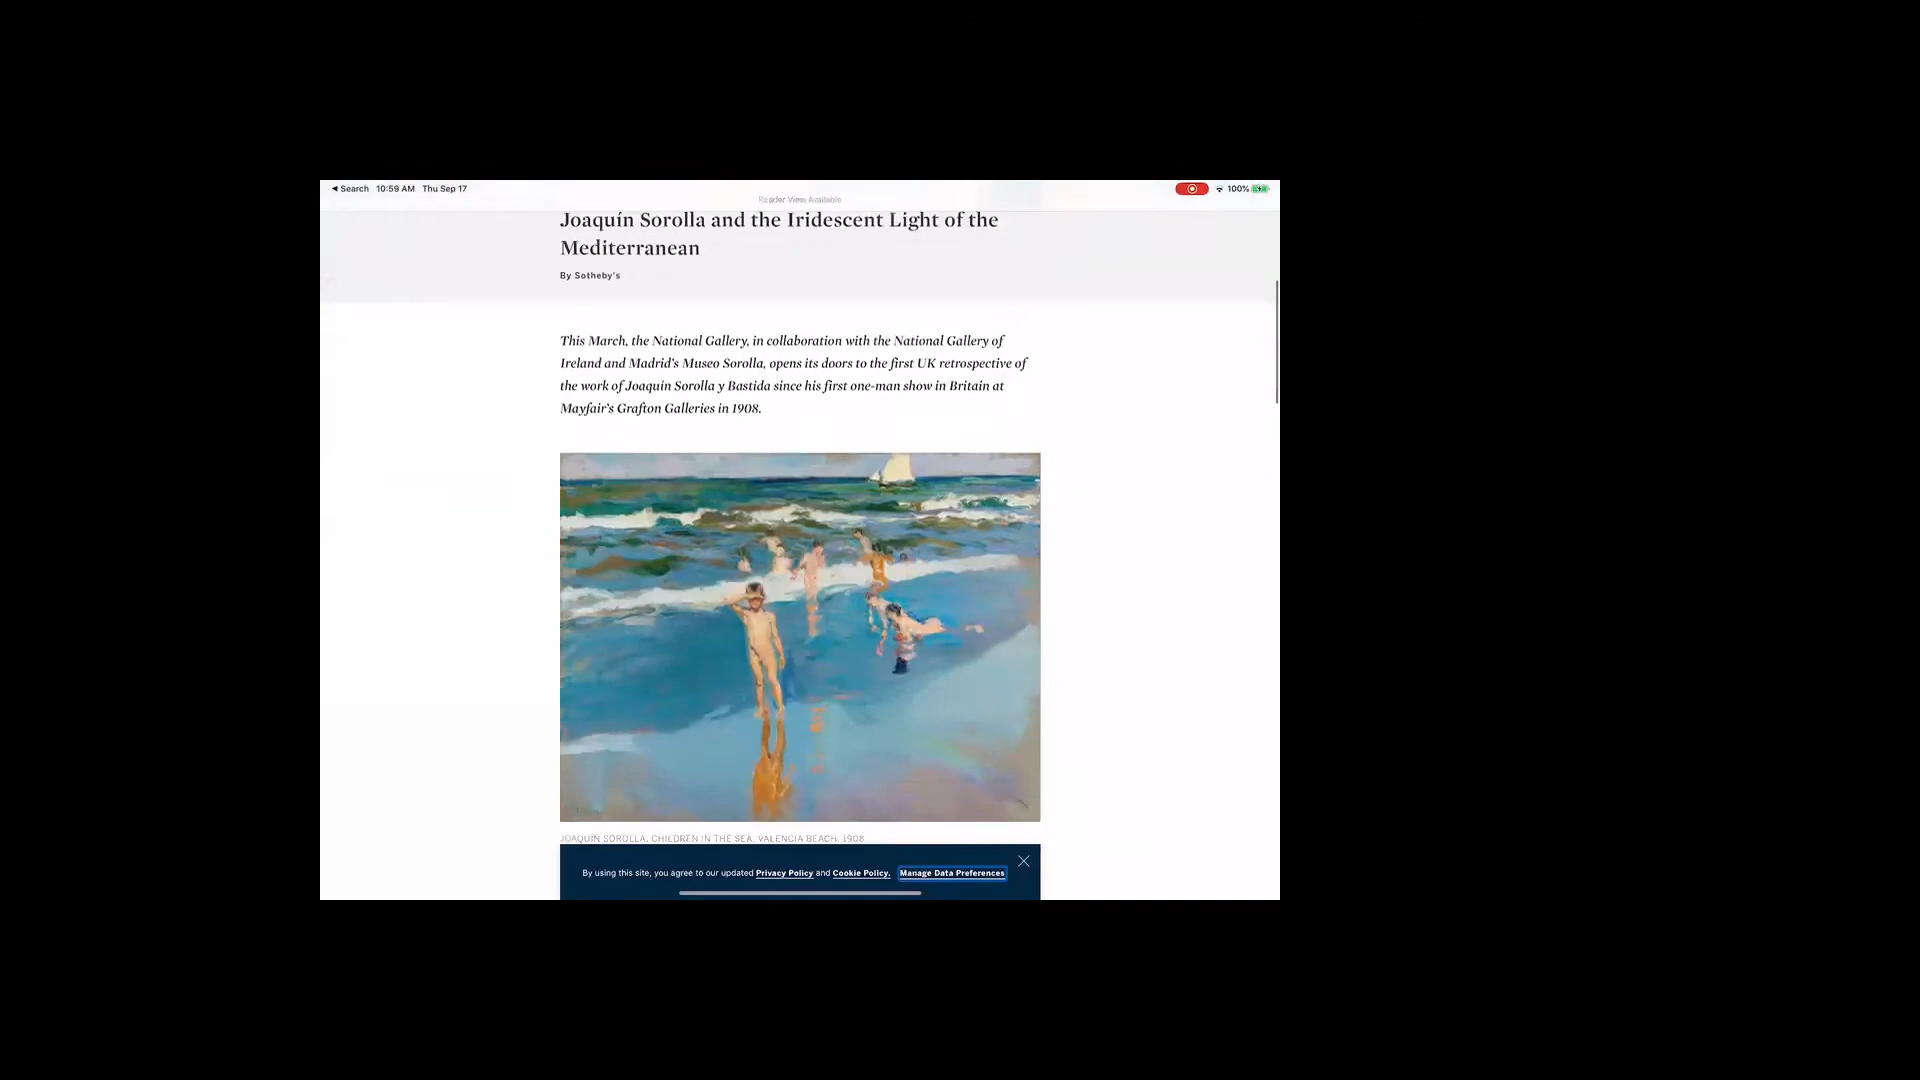 ◀ Search 10:59 AM Thu Sep 17
100%
Reader View Available
Joaquín Sorolla and the Iridescent Light of the
Mediterranean
By Sotheby's
This March, the National Gallery, in collaboration with the National Gallery of
Ireland and Madrid's Museo Sorolla, opens its doors to the first UK retrospective of
the work of Joaquín Sorolla y Bastida since his first one-man show in Britain at
Mayfair's Grafton Galleries in 1908.
JOAQUÍN SOROLLA, CHILDREN IN THE SEA, VALENCIA BEACH, 1908
By using this site, you agree to our updated Privacy Policy and Cookie Policy. Manage Data Preferences